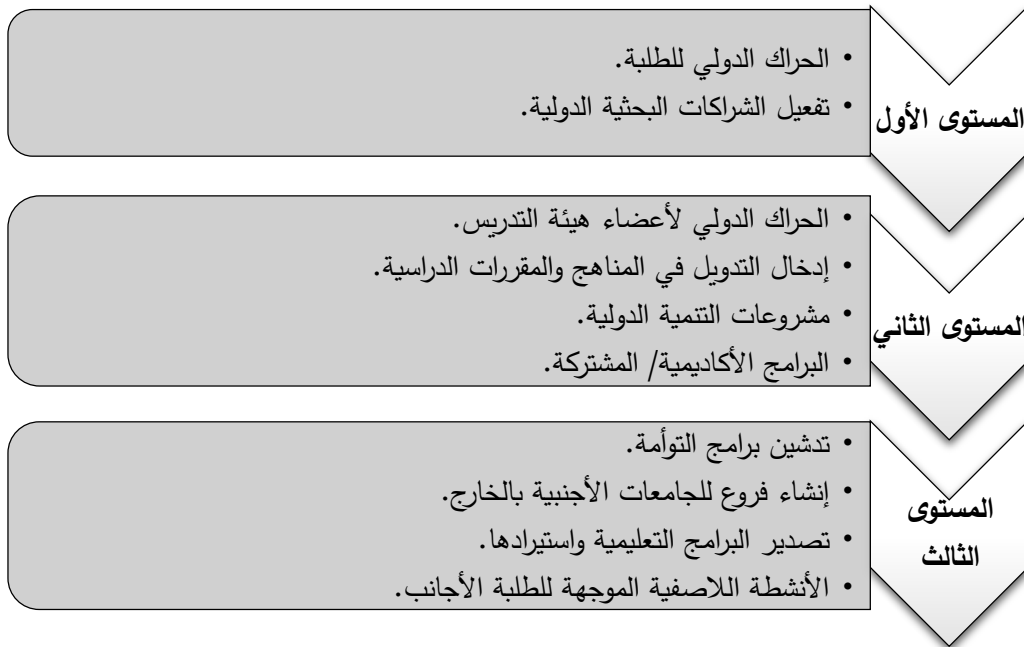 المستوى الأول
• الحراك الدولي للطلبة.
• تفعيل الشراكات البحثية الدولية.
المستوى الثاني
• الحراك الدولي لأعضاء هيئة التدريس.
• إدخال التدويل في المناهج والمقررات الدراسية.
• مشروعات التنمية الدولية.
• البرامج الأكاديمية/ المشتركة.
المستوى
الثالث
• تدشين برامج التوأمة.
• إنشاء فروع للجامعات الأجنبية بالخارج.
• تصدير البرامج التعليمية واستيرادها.
• الأنشطة اللاصفية الموجهة للطلبة الأجانب.